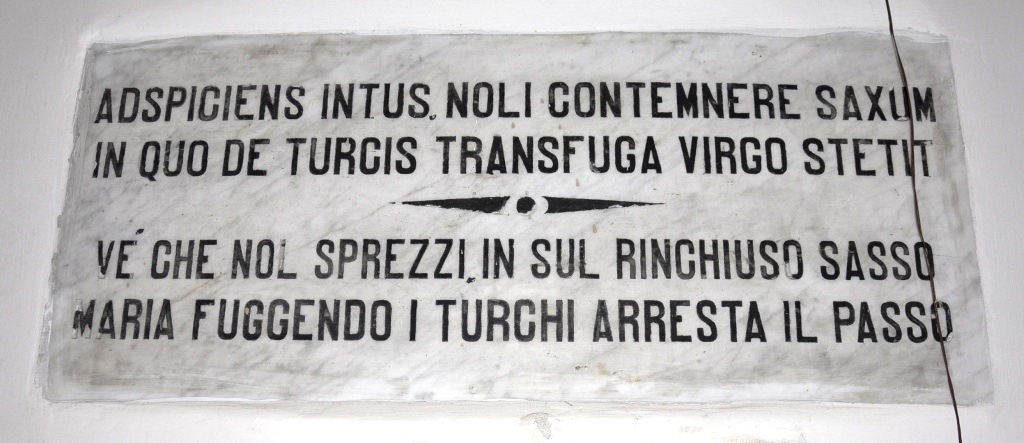 ADSPICIENS INTUS, NOLI CONTEMNERE SAXUM
IN QUO DE TURCIS TRANSFUGA VIRGO STETIT
VE' CHE NOL SPREZZI, IN SUL RINCHIUSO SASSO
MARIA FUGGENDO I TURCHI ARRESTA IL PASSO